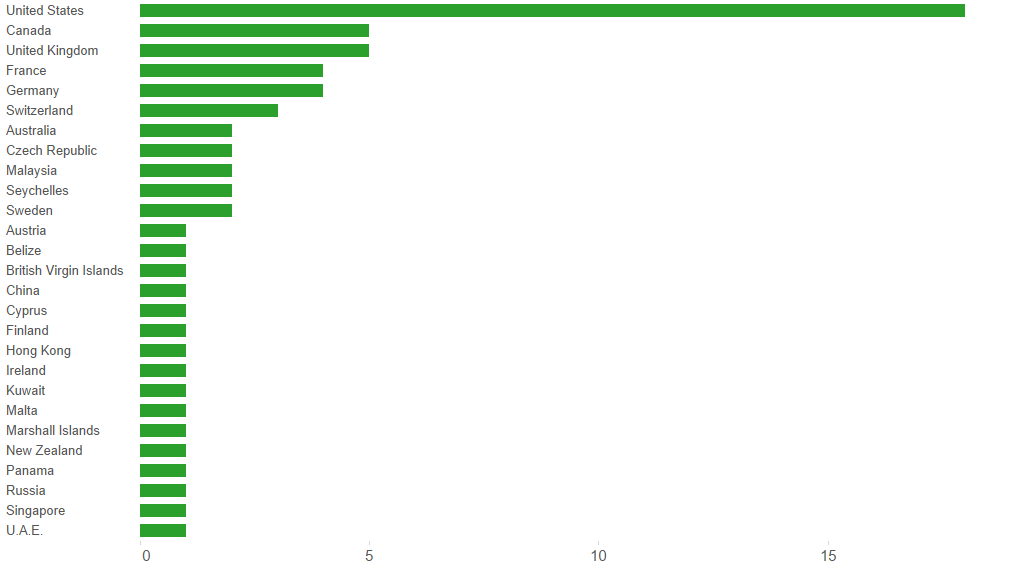 United States
Canada
United Kingdom
France
Germany
Switzerland
Australia
Czech Republic
Malaysia
Seychelles
Sweden
Austria
Belize
British Virgin Islands
China
Cyprus
Finland
Hong Kong
Ireland
Kuwait
Malta
Marshall Islands
New Zealand
Panama
Russia
Singapore
U.A.E.
0 5 10 15